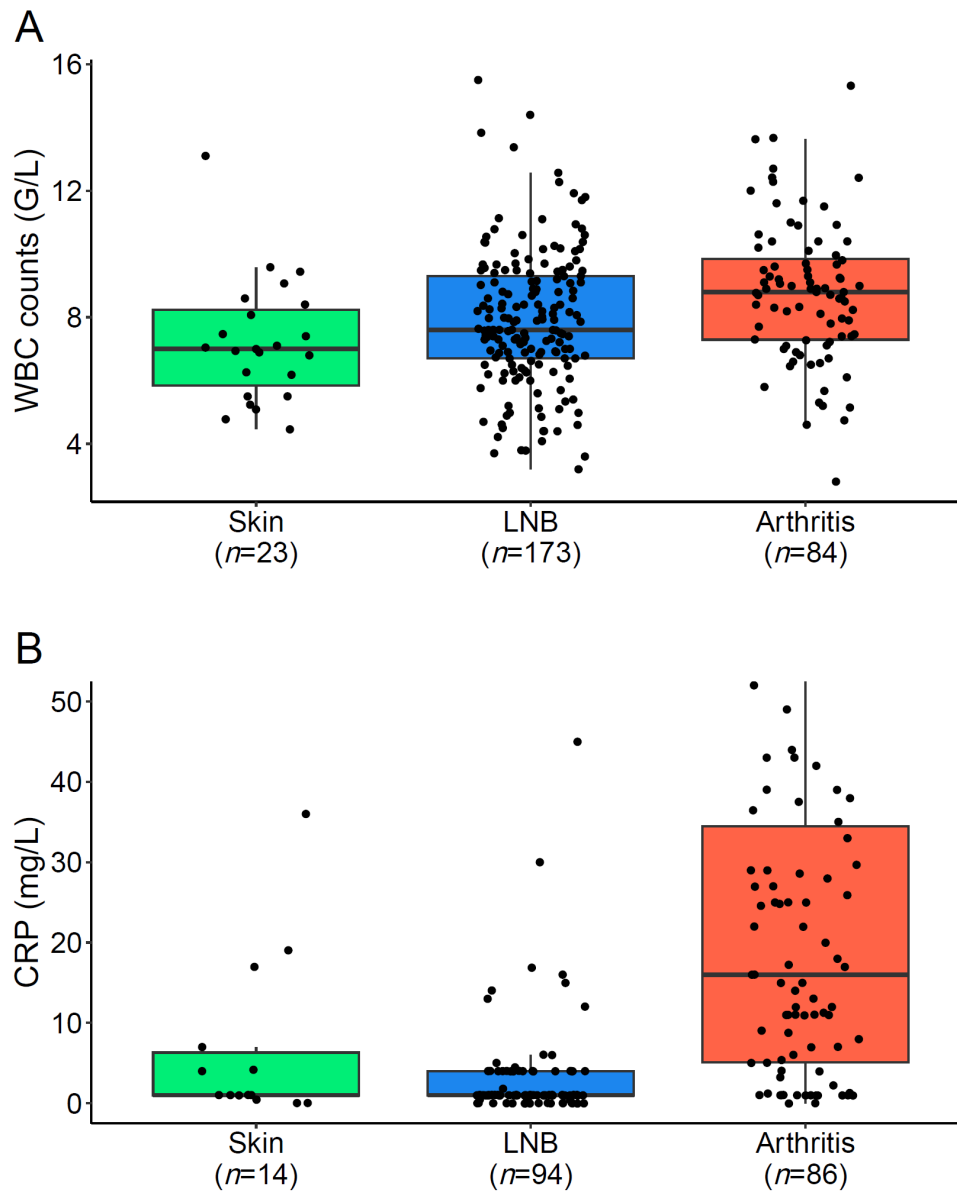 A
WBC counts (G/L)
16
12
8
4
Skin
(n=23)
LNB
(n=173)
Arthritis
(n=84)
B
CRP (mg/L)
50
40
30
20
10
0
Skin
(n=14)
LNB
(n=94)
Arthritis
(n=86)